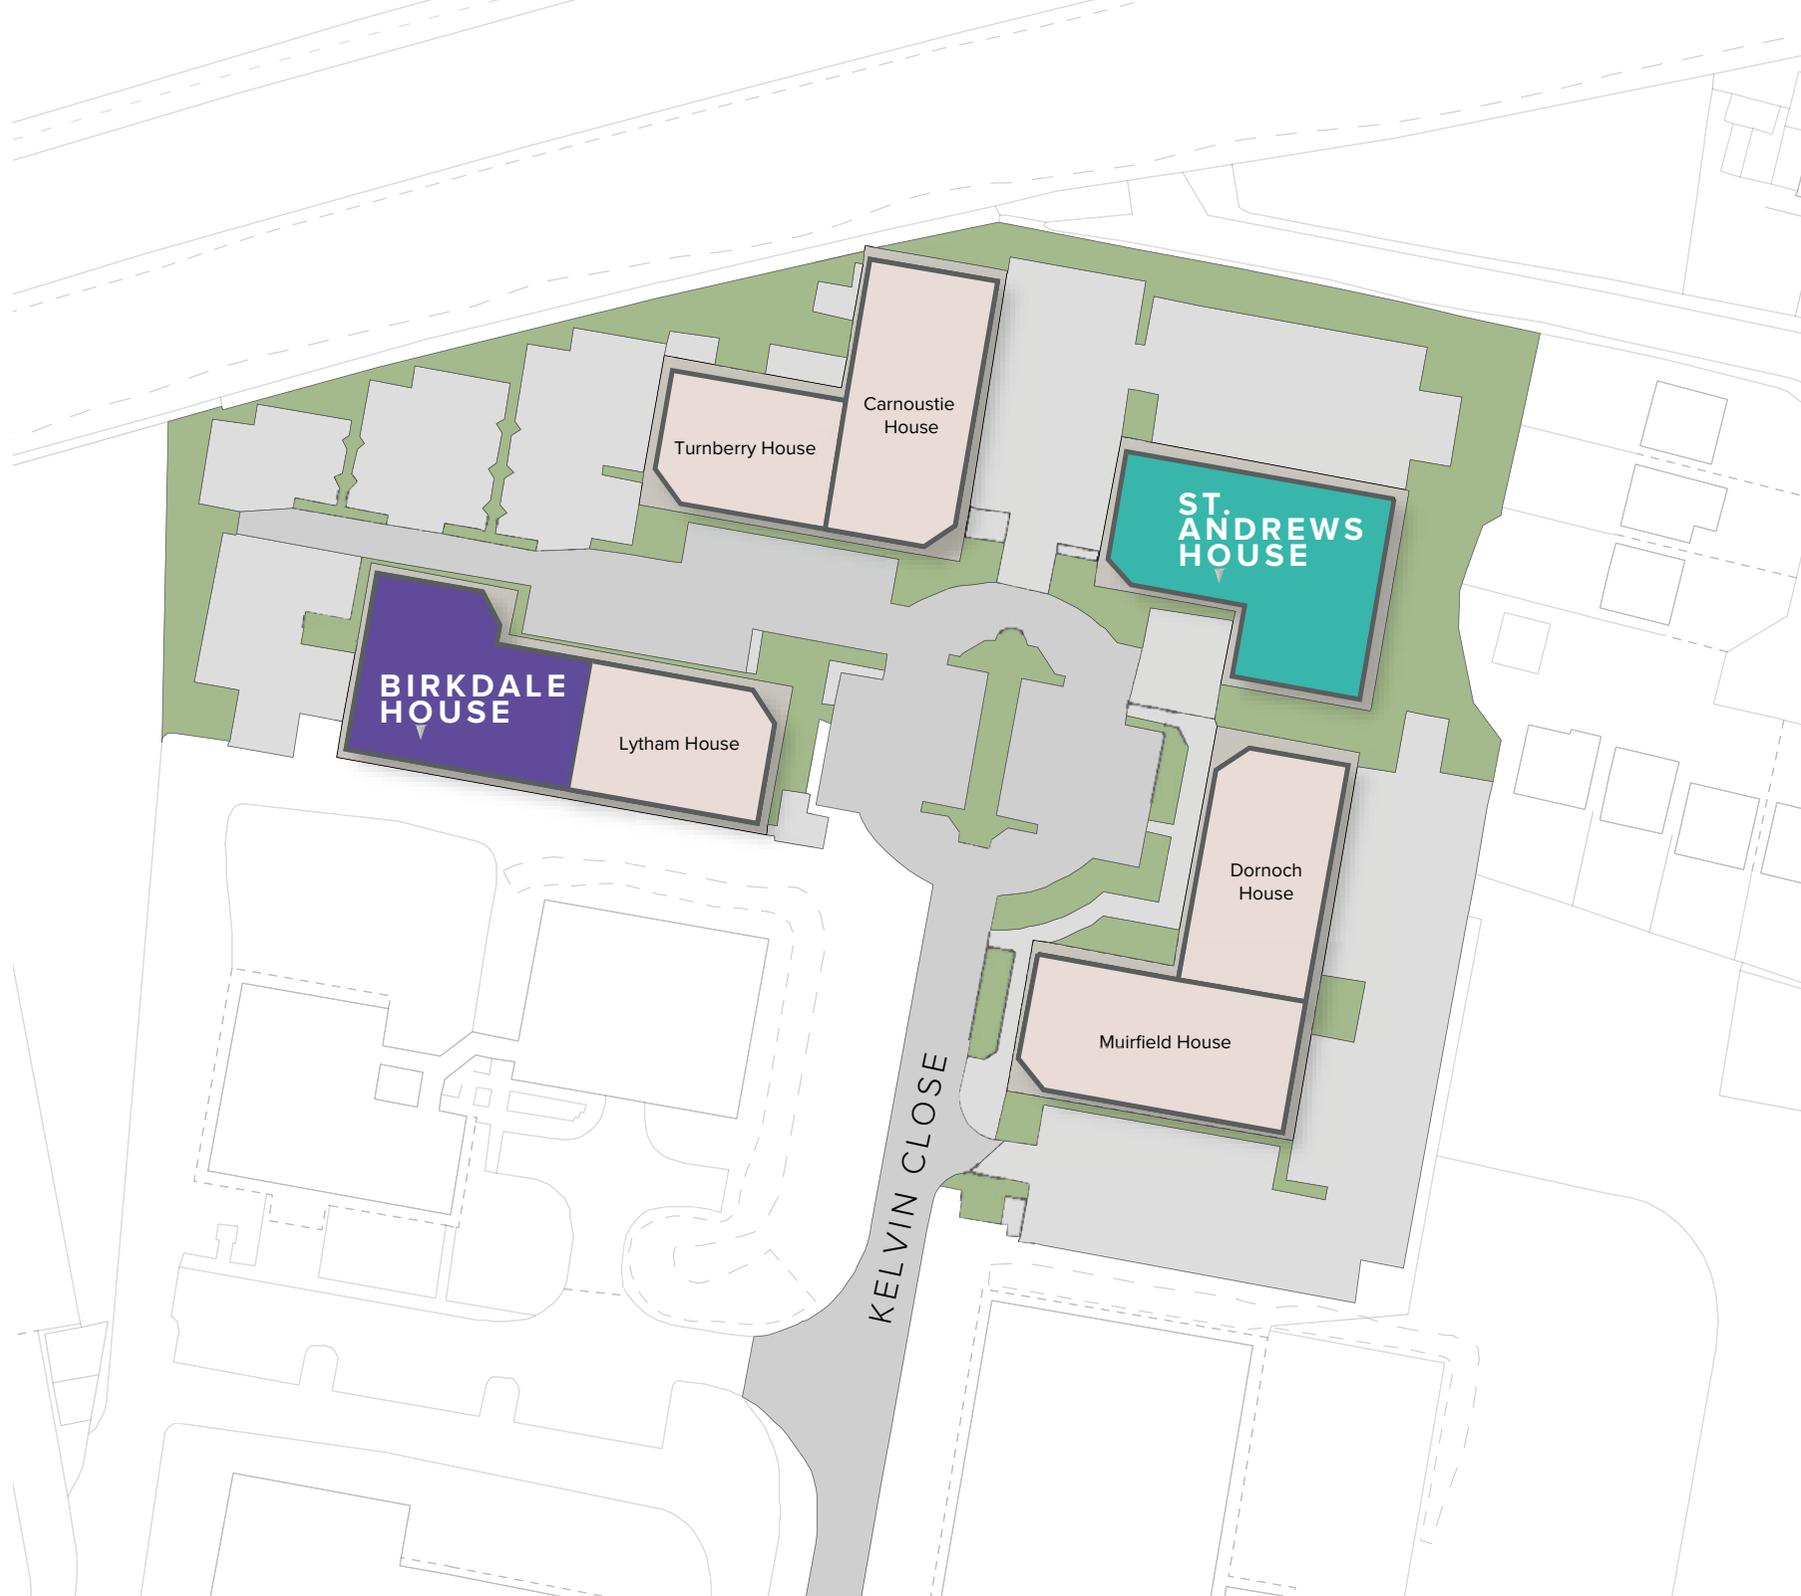 Carnoustie
House
Turnberry House
ST.
ANDREWS
HOUSE
BIRKDALE
HOUSE
Lytham House
Dornoch
House
Muirfield House
KELVIN CLOSE